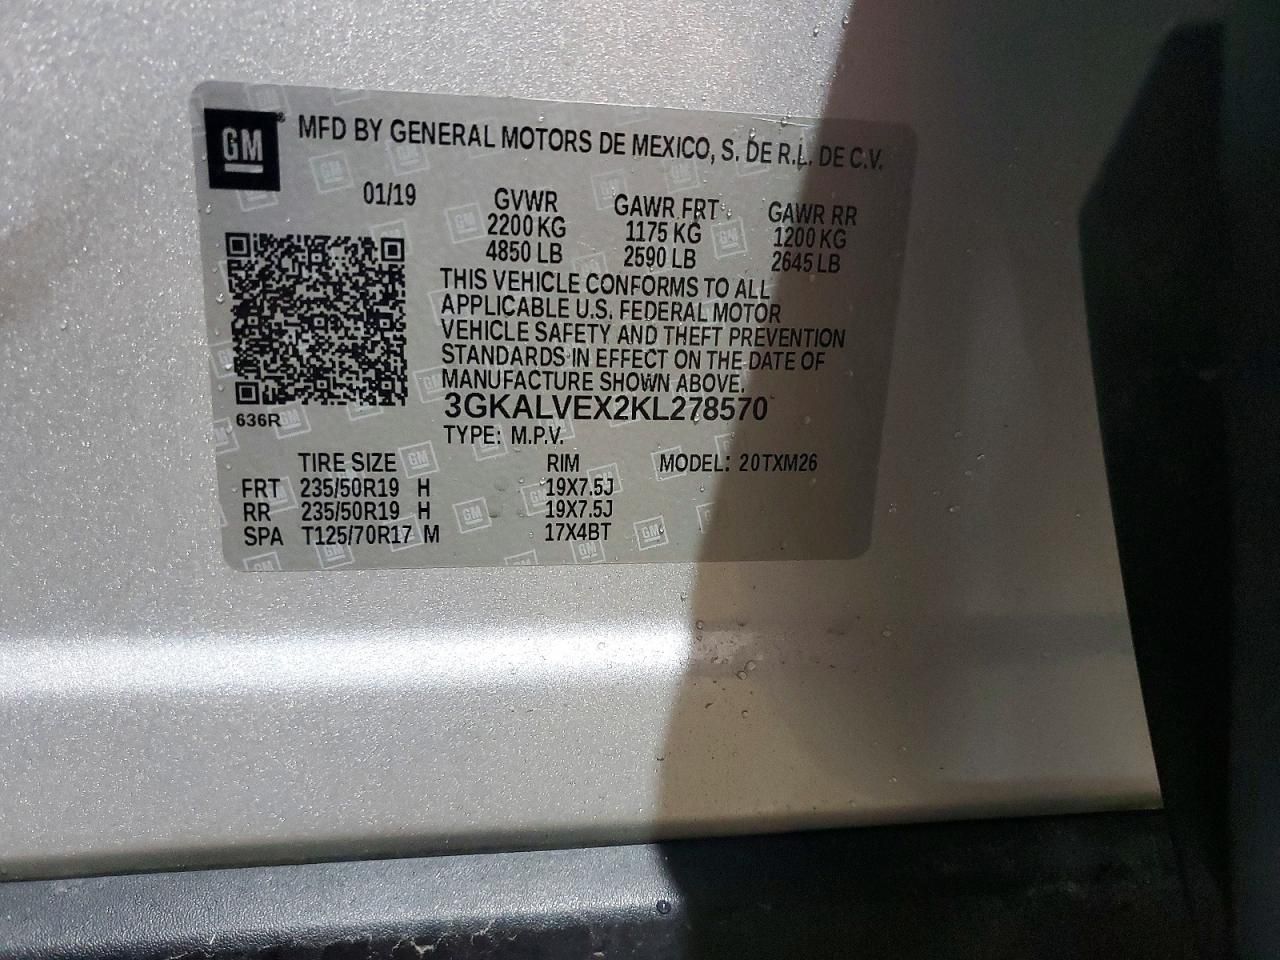 GM® MFD BY GENERAL MOTORS DE MEXICO, S. DE R.L. DE C.V.
01/19 GVWR GAWR FRT GAWR RR
2200 KG 1175 KG 1200 KG
4850 LB 2590 LB 2645 LB
THIS VEHICLE CONFORMS TO ALL
APPLICABLE U.S. FEDERAL MOTOR
VEHICLE SAFETY AND THEFT PREVENTION
STANDARDS IN EFFECT ON THE DATE OF
MANUFACTURE SHOWN ABOVE.
636R 3GKALVEX2KL278570
TYPE: M.P.V.
TIRE SIZE RIM MODEL: 20TXM26
FRT 235/50R19 H 19X7.5J
RR 235/50R19 H 19X7.5J
SPA T125/70R17 M 17X4BT